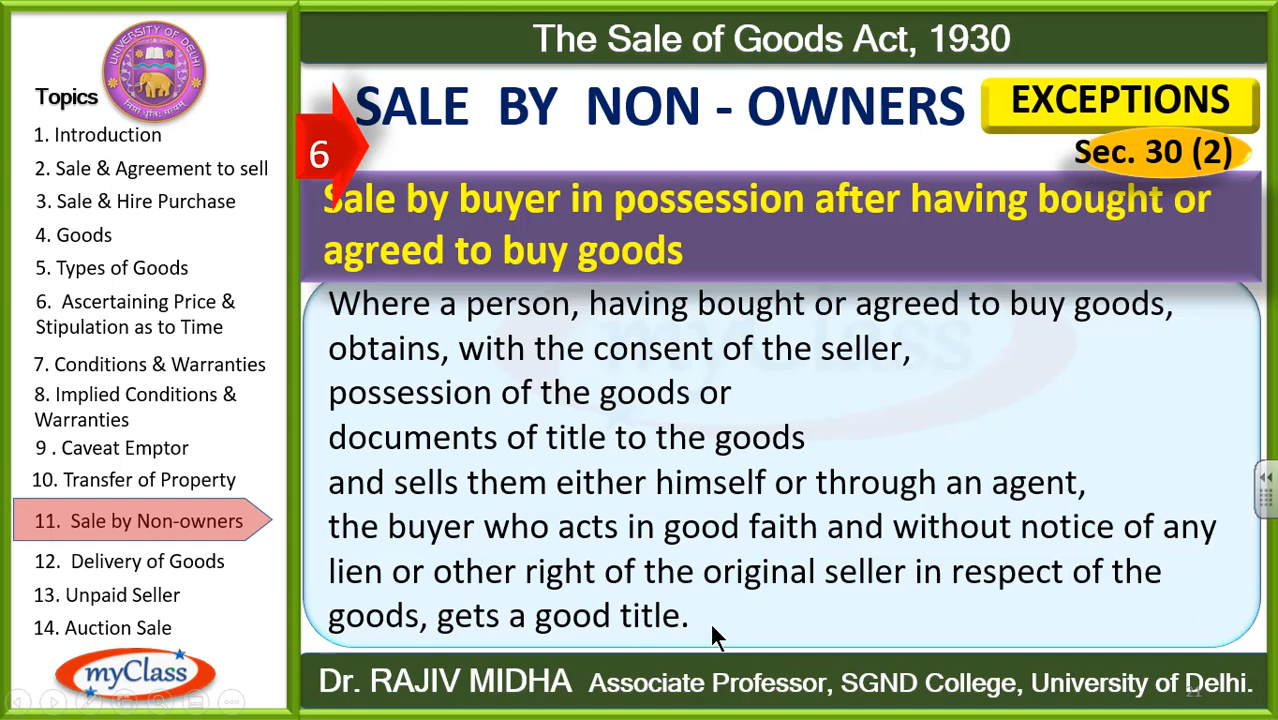 The Sale of Goods Act, 1930
UNIVERSITY OF DELHI
Topics
1. Introduction
2. Sale & Agreement to sell
3. Sale & Hire Purchase
4. Goods
5. Types of Goods
6. Ascertaining Price &
Stipulation as to Time
7. Conditions & Warranties
8. Implied Conditions &
Warranties
9 . Caveat Emptor
10. Transfer of Property
11. Sale by Non-owners
12. Delivery of Goods
13. Unpaid Seller
14. Auction Sale
myClass
6
SALE BY NON - OWNERS
EXCEPTIONS
Sec. 30 (2)
Sale by buyer in possession after having bought or
agreed to buy goods
Where a person, having bought or agreed to buy goods,
obtains, with the consent of the seller,
possession of the goods or
documents of title to the goods
and sells them either himself or through an agent,
the buyer who acts in good faith and without notice of any
lien or other right of the original seller in respect of the
goods, gets a good title.
Dr. RAJIV MIDHA Associate Professor, SGND College, University of Delhi.
21